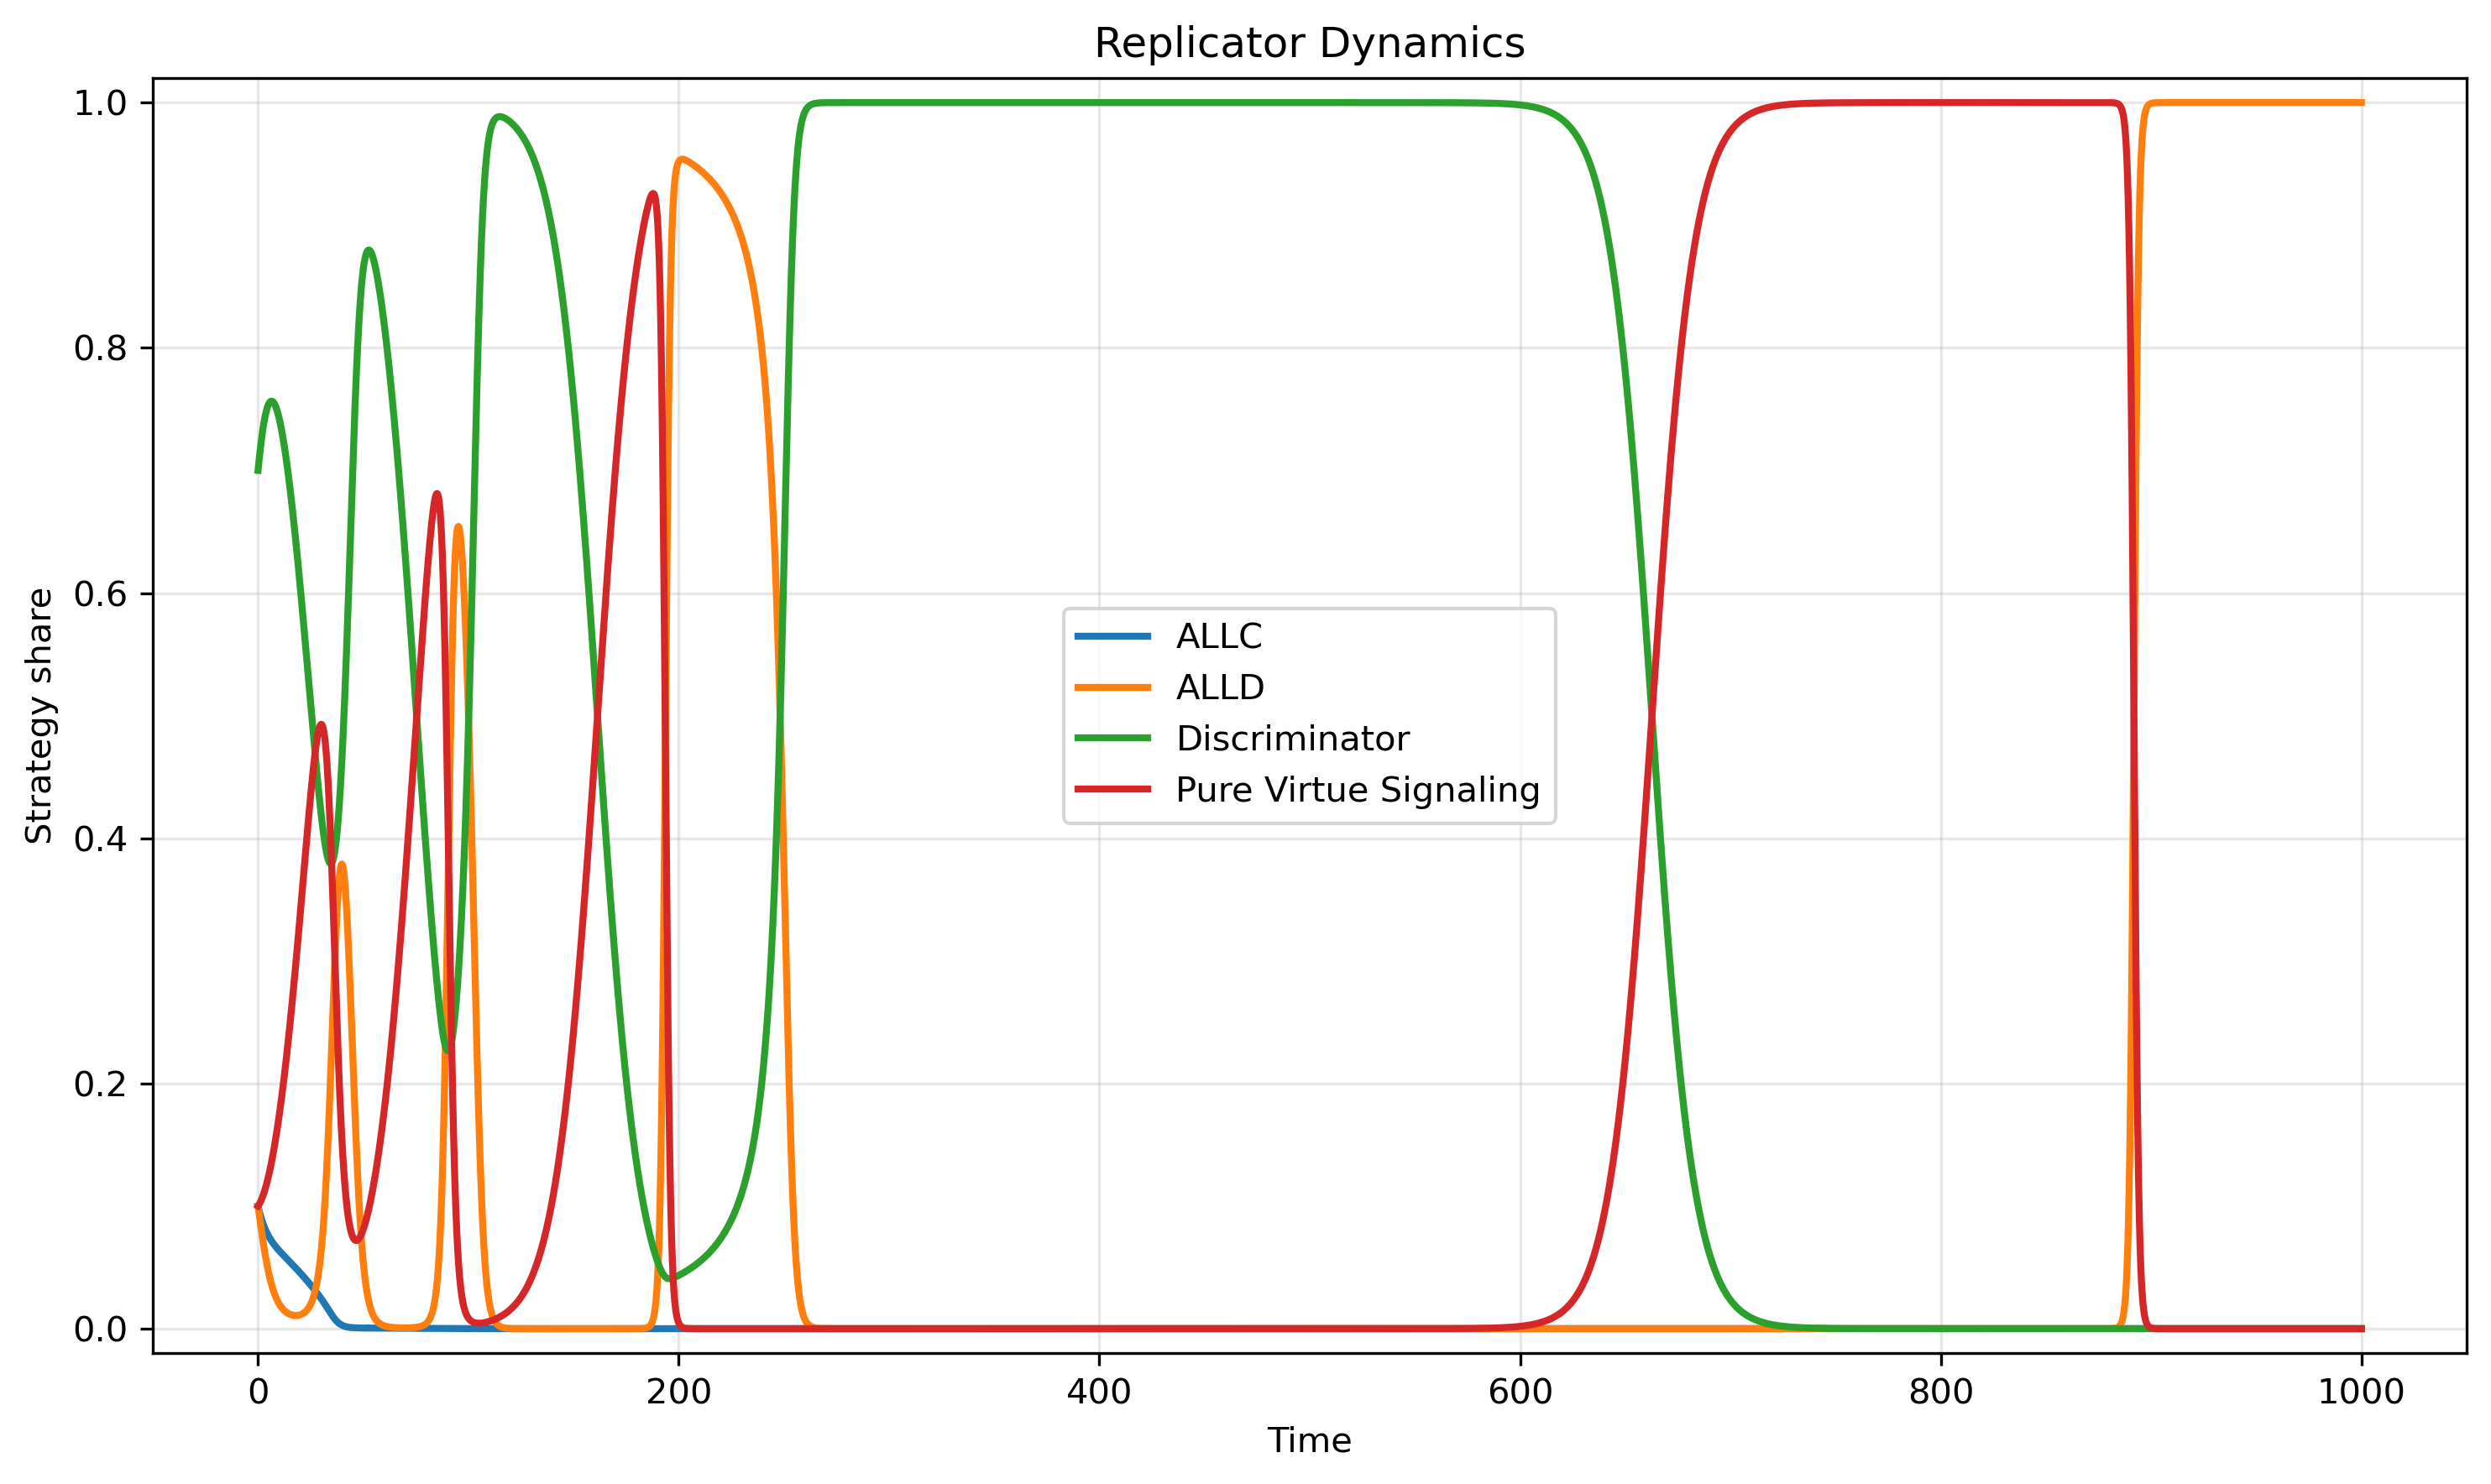 Replicator Dynamics
Strategy share
1.0
0.8
0.6
0.4
0.2
0.0
ALLC
ALLD
Discriminator
Pure Virtue Signaling
0 200 400 600 800 1000
Time